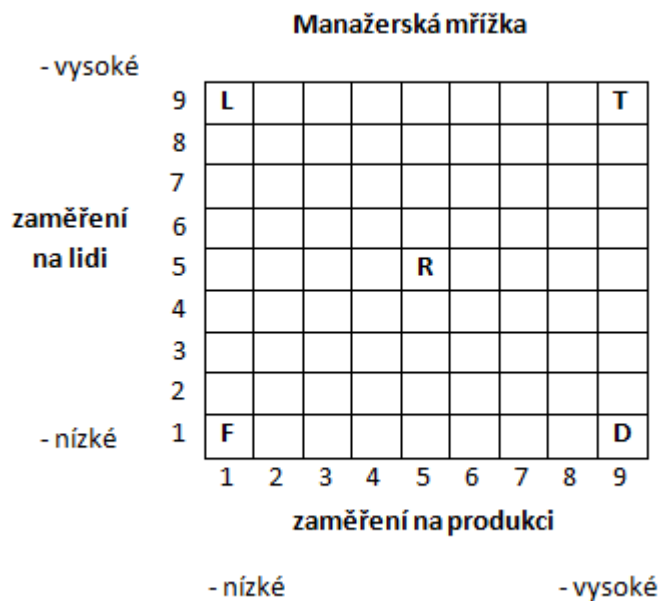 Manažerská mřížka
- vysoké
9 L T
8
7
zaměření
6
na lidi
5 R
4
3
2
- nízké 1 F D
1 2 3 4 5 6 7 8 9
zaměření na produkci
- nízké - vysoké